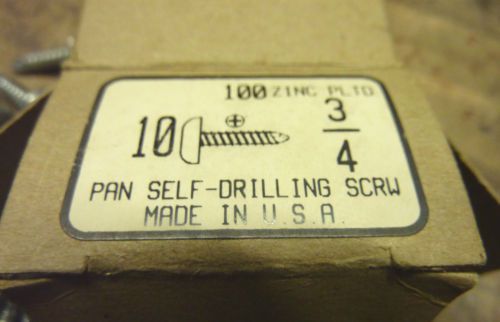 100 ZINC PLTD
10 3/4
PAN SELF-DRILLING SCRW
MADE IN U.S.A.